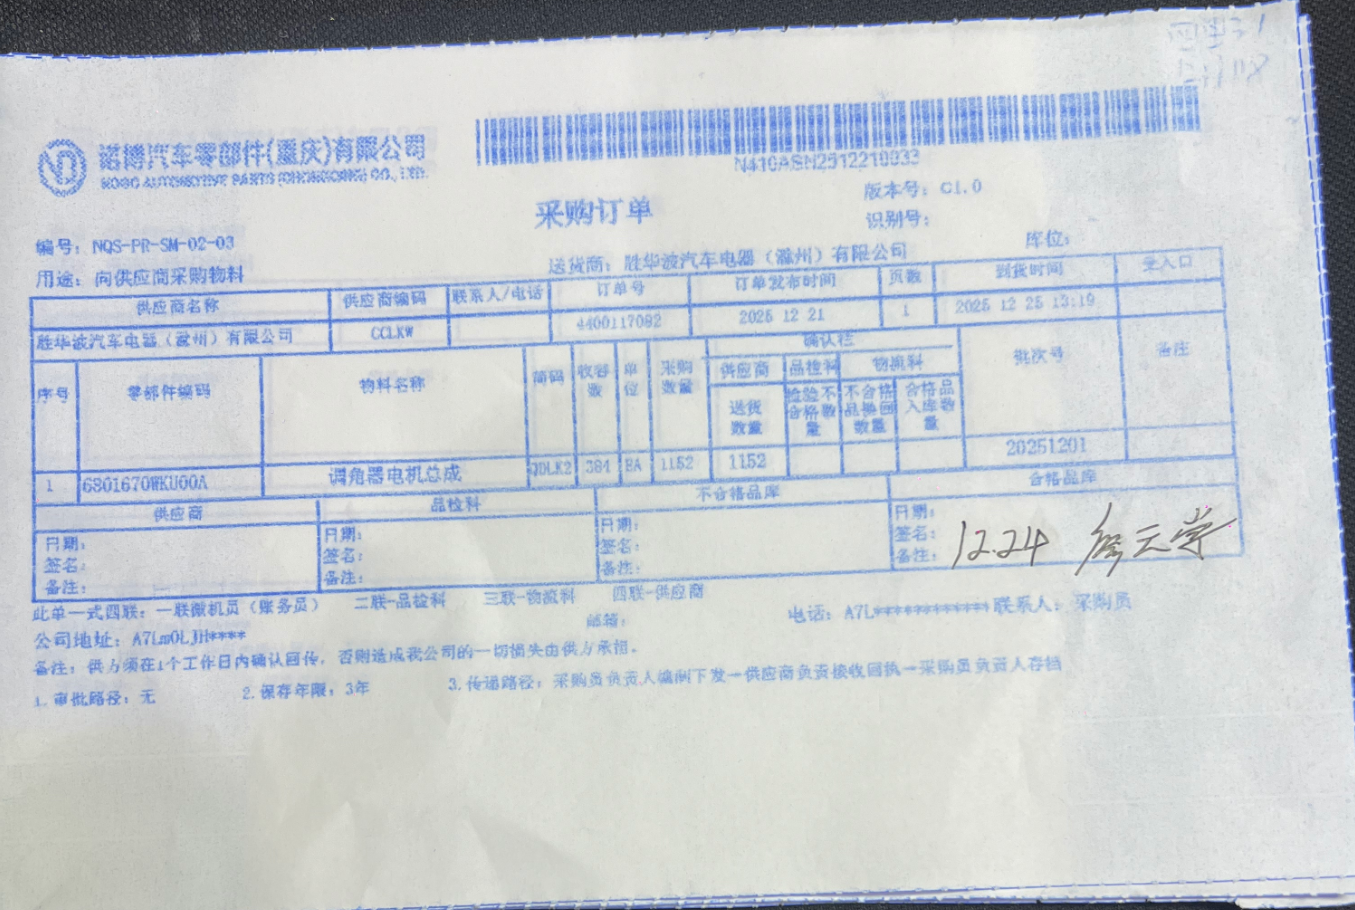 诺博汽车零部件(重庆)有限公司
NOBO AUTOMOTIVE PARTS (CHONGQING) CO., LTD.
N410ASN2512210033
采购订单
版本号：C1.0
识别号：
编号：NQS-PR-SM-02-03
库位：
用途：向供应商采购物料
送货商：胜华波汽车电器（滁州）有限公司
供应商名称 供应商编码 联系人/电话 订单号 订单发布时间 页数 到货时间 受入口
胜华波汽车电器（滁州）有限公司 CCLKW 4400117092 2025 12 21 1 2025 12 25 13:19
序号 零部件编码 物料名称 简码 收容数 单位 采购数量 确认栏 批次号 备注
供应商 品检科 物流科
送货数量 检验不合格数量 不合格品换回数量 合格品入库数量
1 6801670WKU00A 调角器电机总成 QDLK2 384 EA 1152 1152 20251201
供应商 品检科 不合格品库 合格品库
日期： 日期： 日期： 日期：
签名： 签名： 签名： 签名：
备注： 备注： 备注： 备注：
12.24
此单一式四联：一联微机员（账务员） 二联-品检科 三联-物流科 四联-供应商
公司地址：A7LmOLJH**** 邮箱： 电话：A7L************* 联系人：采购员
备注：供方须在1个工作日内确认回传，否则造成我公司的一切损失由供方承担。
1.审批路径：无 2.保存年限：3年 3.传递路径：采购员负责人编制下发—供应商负责接收回执—采购员负责人存档